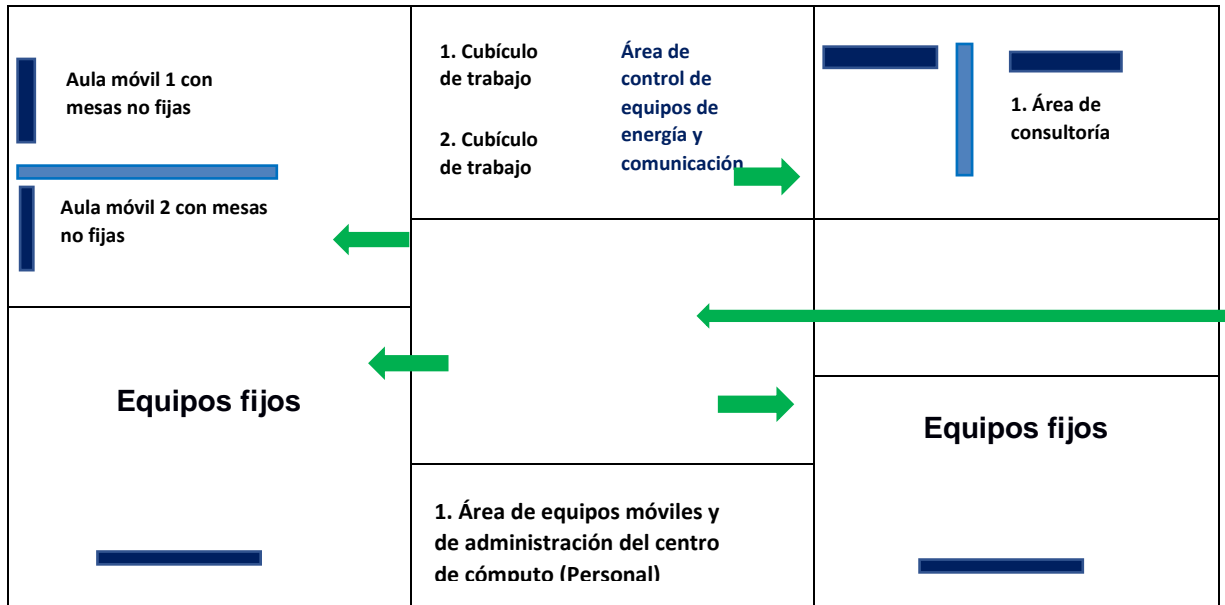 Aula móvil 1 con
mesas no fijas
Aula móvil 2 con mesas
no fijas
1. Cubículo
de trabajo
2. Cubículo
de trabajo
Área de
control de
equipos de
energía y
comunicación
1. Área de
consultoría
Equipos fijos
1. Área de equipos móviles y
de administración del centro
de cómputo (Personal)
Equipos fijos